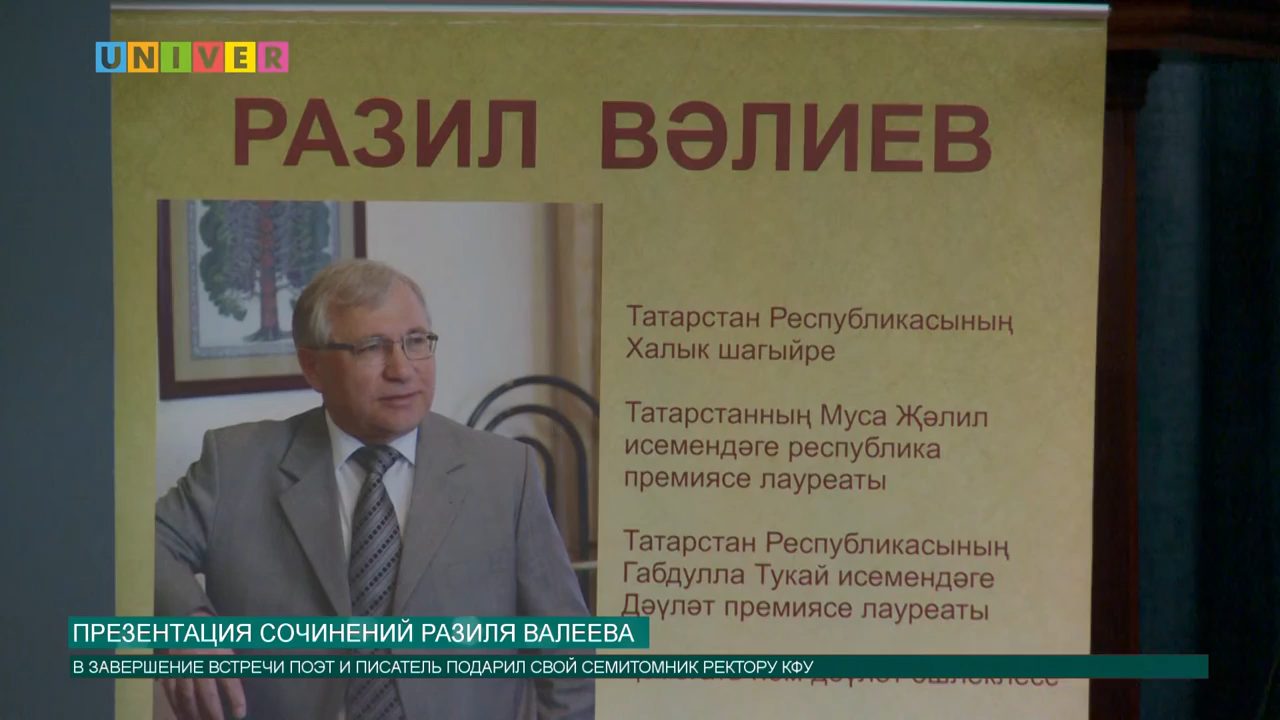 UNIVER
РАЗИЛ ВӘЛИЕВ
Татарстан Республикасының
Халык шагыйре
Татарстанның Муса Җәлил
исемендәге республика
премиясе лауреаты
Татарстан Республикасының
Габдулла Тукай исемендәге
Дәүләт премиясе лауреаты
ПРЕЗЕНТАЦИЯ СОЧИНЕНИЙ РАЗИЛЯ ВАЛЕЕВА
В ЗАВЕРШЕНИЕ ВСТРЕЧИ ПОЭТ И ПИСАТЕЛЬ ПОДАРИЛ СВОЙ СЕМИТОМНИК РЕКТОРУ КФУ